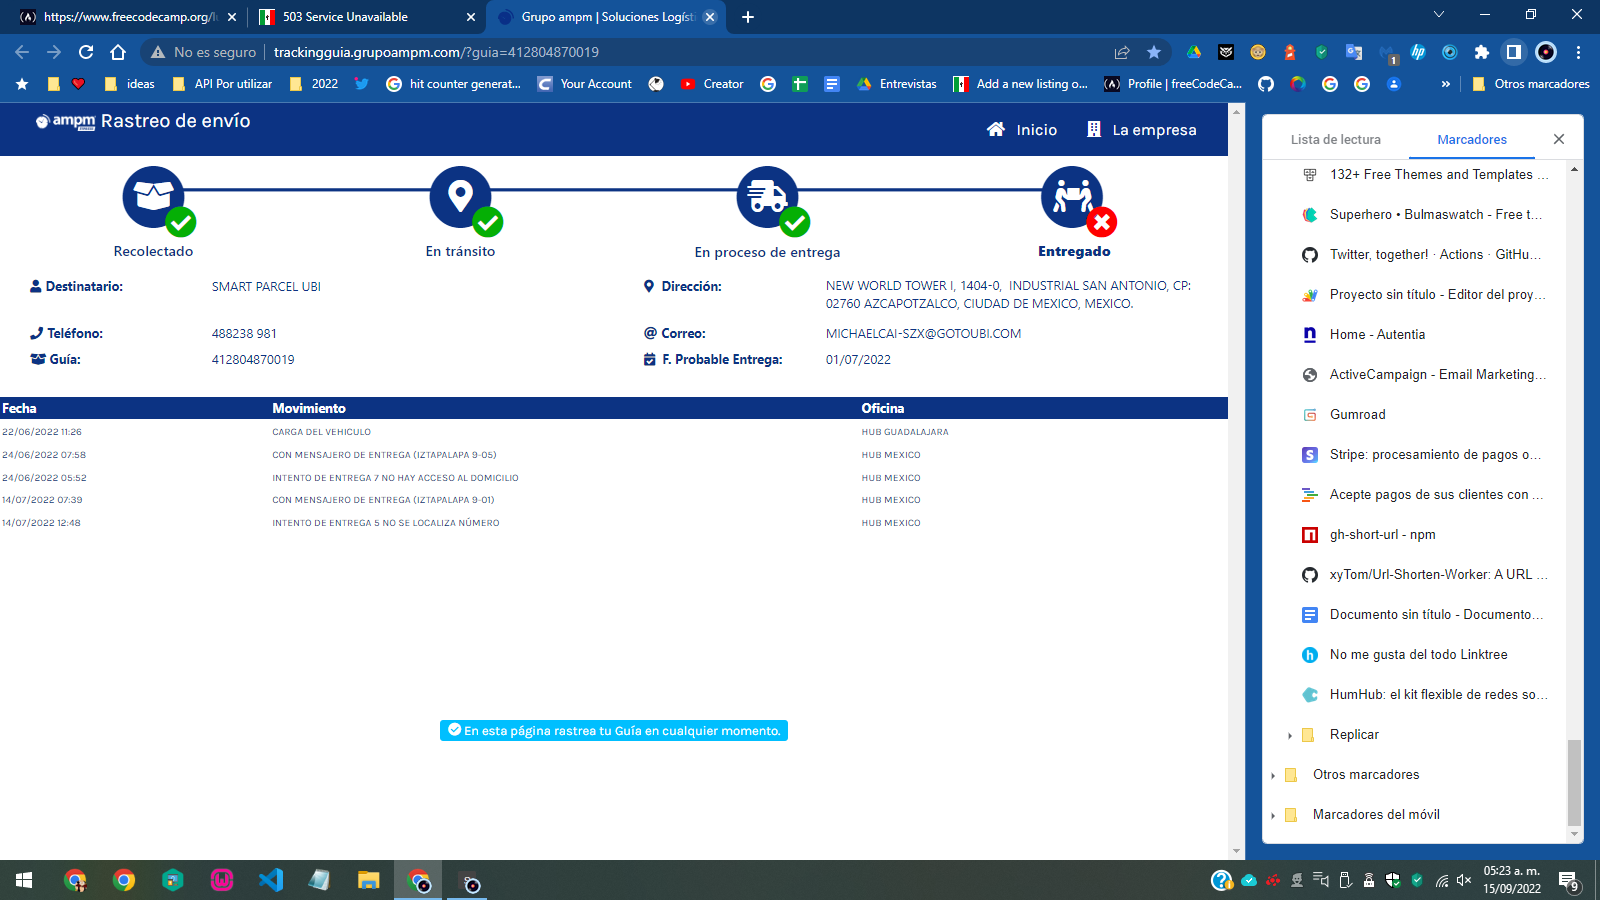 https://www.freecodecamp.org/l
503 Service Unavailable
Grupo ampm | Soluciones Logíst
No es seguro
trackingguia.grupoampm.com/?guia=412804870019
1
ideas
API Por utilizar
2022
hit counter generat...
Your Account
Creator
Entrevistas
Add a new listing o...
Profile | freeCodeCa...
»
Otros marcadores
ampm Rastreo de envío
Inicio
La empresa
Recolectado
En tránsito
En proceso de entrega
Entregado
Destinatario:
SMART PARCEL UBI
Dirección:
NEW WORLD TOWER I, 1404-0, INDUSTRIAL SAN ANTONIO, CP:
02760 AZCAPOTZALCO, CIUDAD DE MEXICO, MEXICO.
Teléfono:
488238 981
Correo:
MICHAELCAI-SZX@GOTOUBI.COM
Guía:
412804870019
F. Probable Entrega:
01/07/2022
Fecha Movimiento Oficina
22/06/2022 11:26 CARGA DEL VEHICULO HUB GUADALAJARA
24/06/2022 07:58 CON MENSAJERO DE ENTREGA (IZTAPALAPA 9-05) HUB MEXICO
24/06/2022 05:52 INTENTO DE ENTREGA 7 NO HAY ACCESO AL DOMICILIO HUB MEXICO
14/07/2022 07:39 CON MENSAJERO DE ENTREGA (IZTAPALAPA 9-01) HUB MEXICO
14/07/2022 12:48 INTENTO DE ENTREGA 5 NO SE LOCALIZA NÚMERO HUB MEXICO
En esta página rastrea tu Guía en cualquier momento.
Lista de lectura
Marcadores
132+ Free Themes and Templates ...
Superhero • Bulmaswatch - Free t...
Twitter, together! · Actions · GitHu...
Proyecto sin título - Editor del proy...
Home - Autentia
ActiveCampaign - Email Marketing...
Gumroad
Stripe: procesamiento de pagos o...
Acepte pagos de sus clientes con ...
gh-short-url - npm
xyTom/Url-Shorten-Worker: A URL ...
Documento sin título - Documento...
No me gusta del todo Linktree
HumHub: el kit flexible de redes so...
Replicar
Otros marcadores
Marcadores del móvil
05:23 a. m.
15/09/2022
9